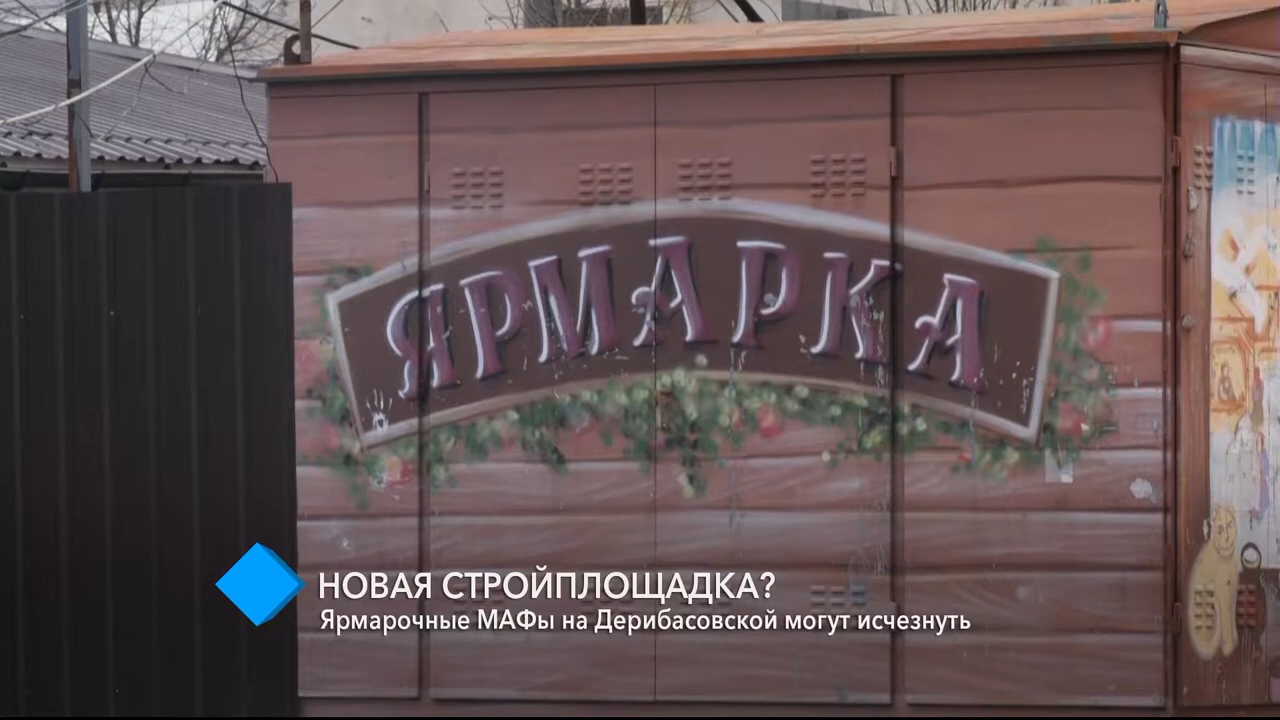 ЯРМАРКА
НОВАЯ СТРОЙПЛОЩАДКА?
Ярмарочные МАФы на Дерибасовской могут исчезнуть